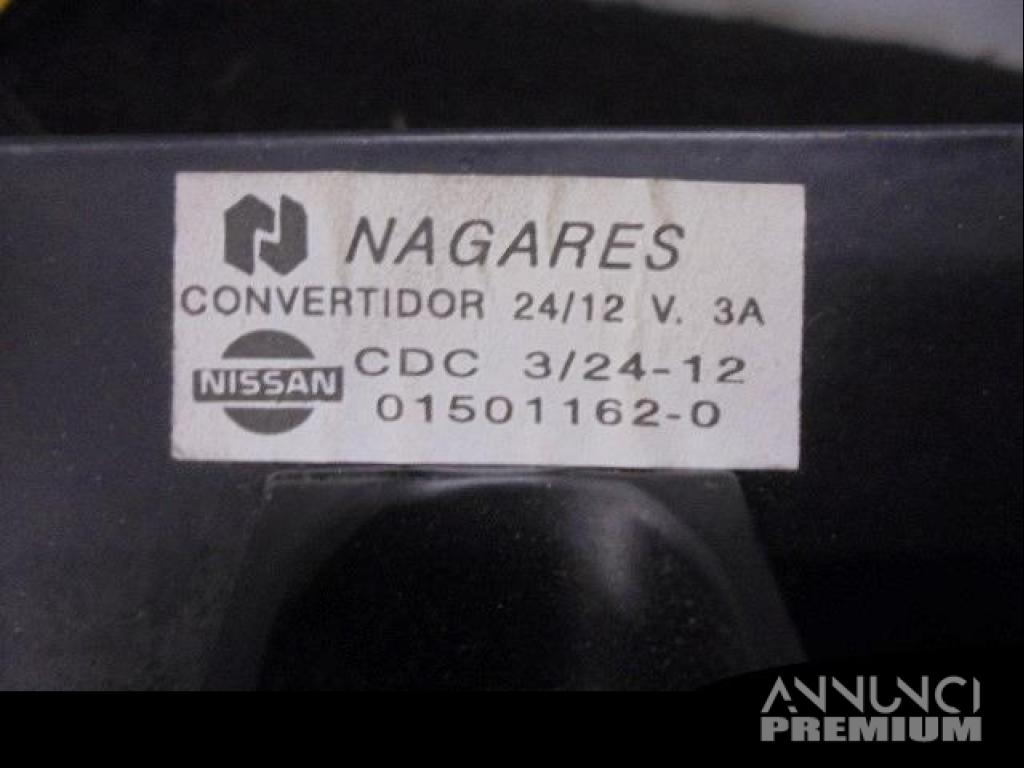 NAGARES
CONVERTIDOR 24/12 V. 3A
NISSAN
CDC 3/24-12
01501162-0
ANNUNCI
PREMIUM